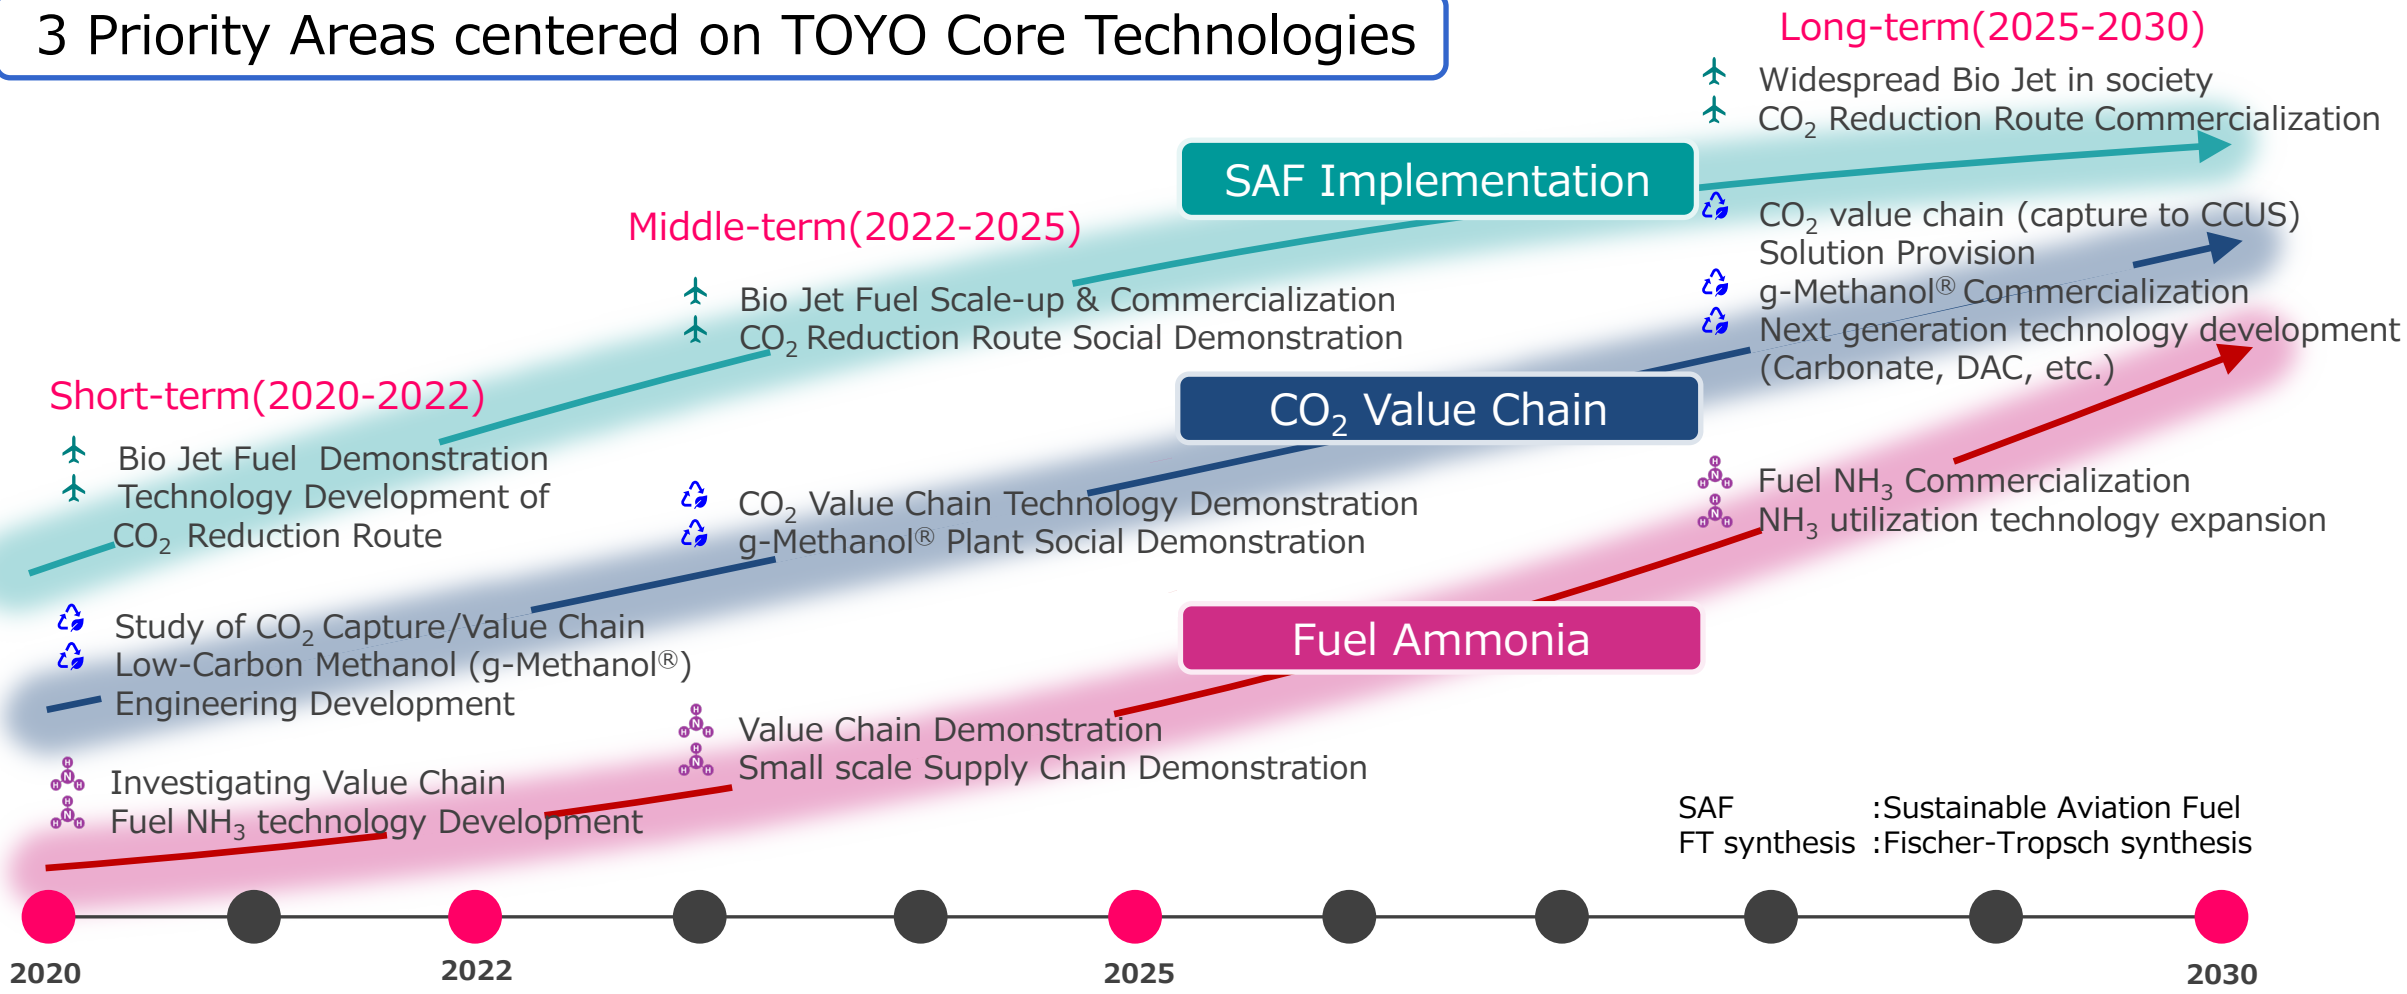 3 Priority Areas centered on TOYO Core Technologies
Long-term(2025-2030)
Widespread Bio Jet in society
CO2 Reduction Route Commercialization
SAF Implementation
CO2 value chain (capture to CCUS)
Solution Provision
g-Methanol® Commercialization
Next generation technology development
(Carbonate, DAC, etc.)
Middle-term(2022-2025)
Bio Jet Fuel Scale-up & Commercialization
CO2 Reduction Route Social Demonstration
Short-term(2020-2022)
Bio Jet Fuel Demonstration
Technology Development of
CO2 Reduction Route
CO2 Value Chain
CO2 Value Chain Technology Demonstration
g-Methanol® Plant Social Demonstration
Fuel NH3 Commercialization
NH3 utilization technology expansion
Study of CO2 Capture/Value Chain
Low-Carbon Methanol (g-Methanol®)
Engineering Development
Fuel Ammonia
Value Chain Demonstration
Small scale Supply Chain Demonstration
Investigating Value Chain
Fuel NH3 technology Development
SAF :Sustainable Aviation Fuel
FT synthesis :Fischer-Tropsch synthesis
2020
2022
2025
2030